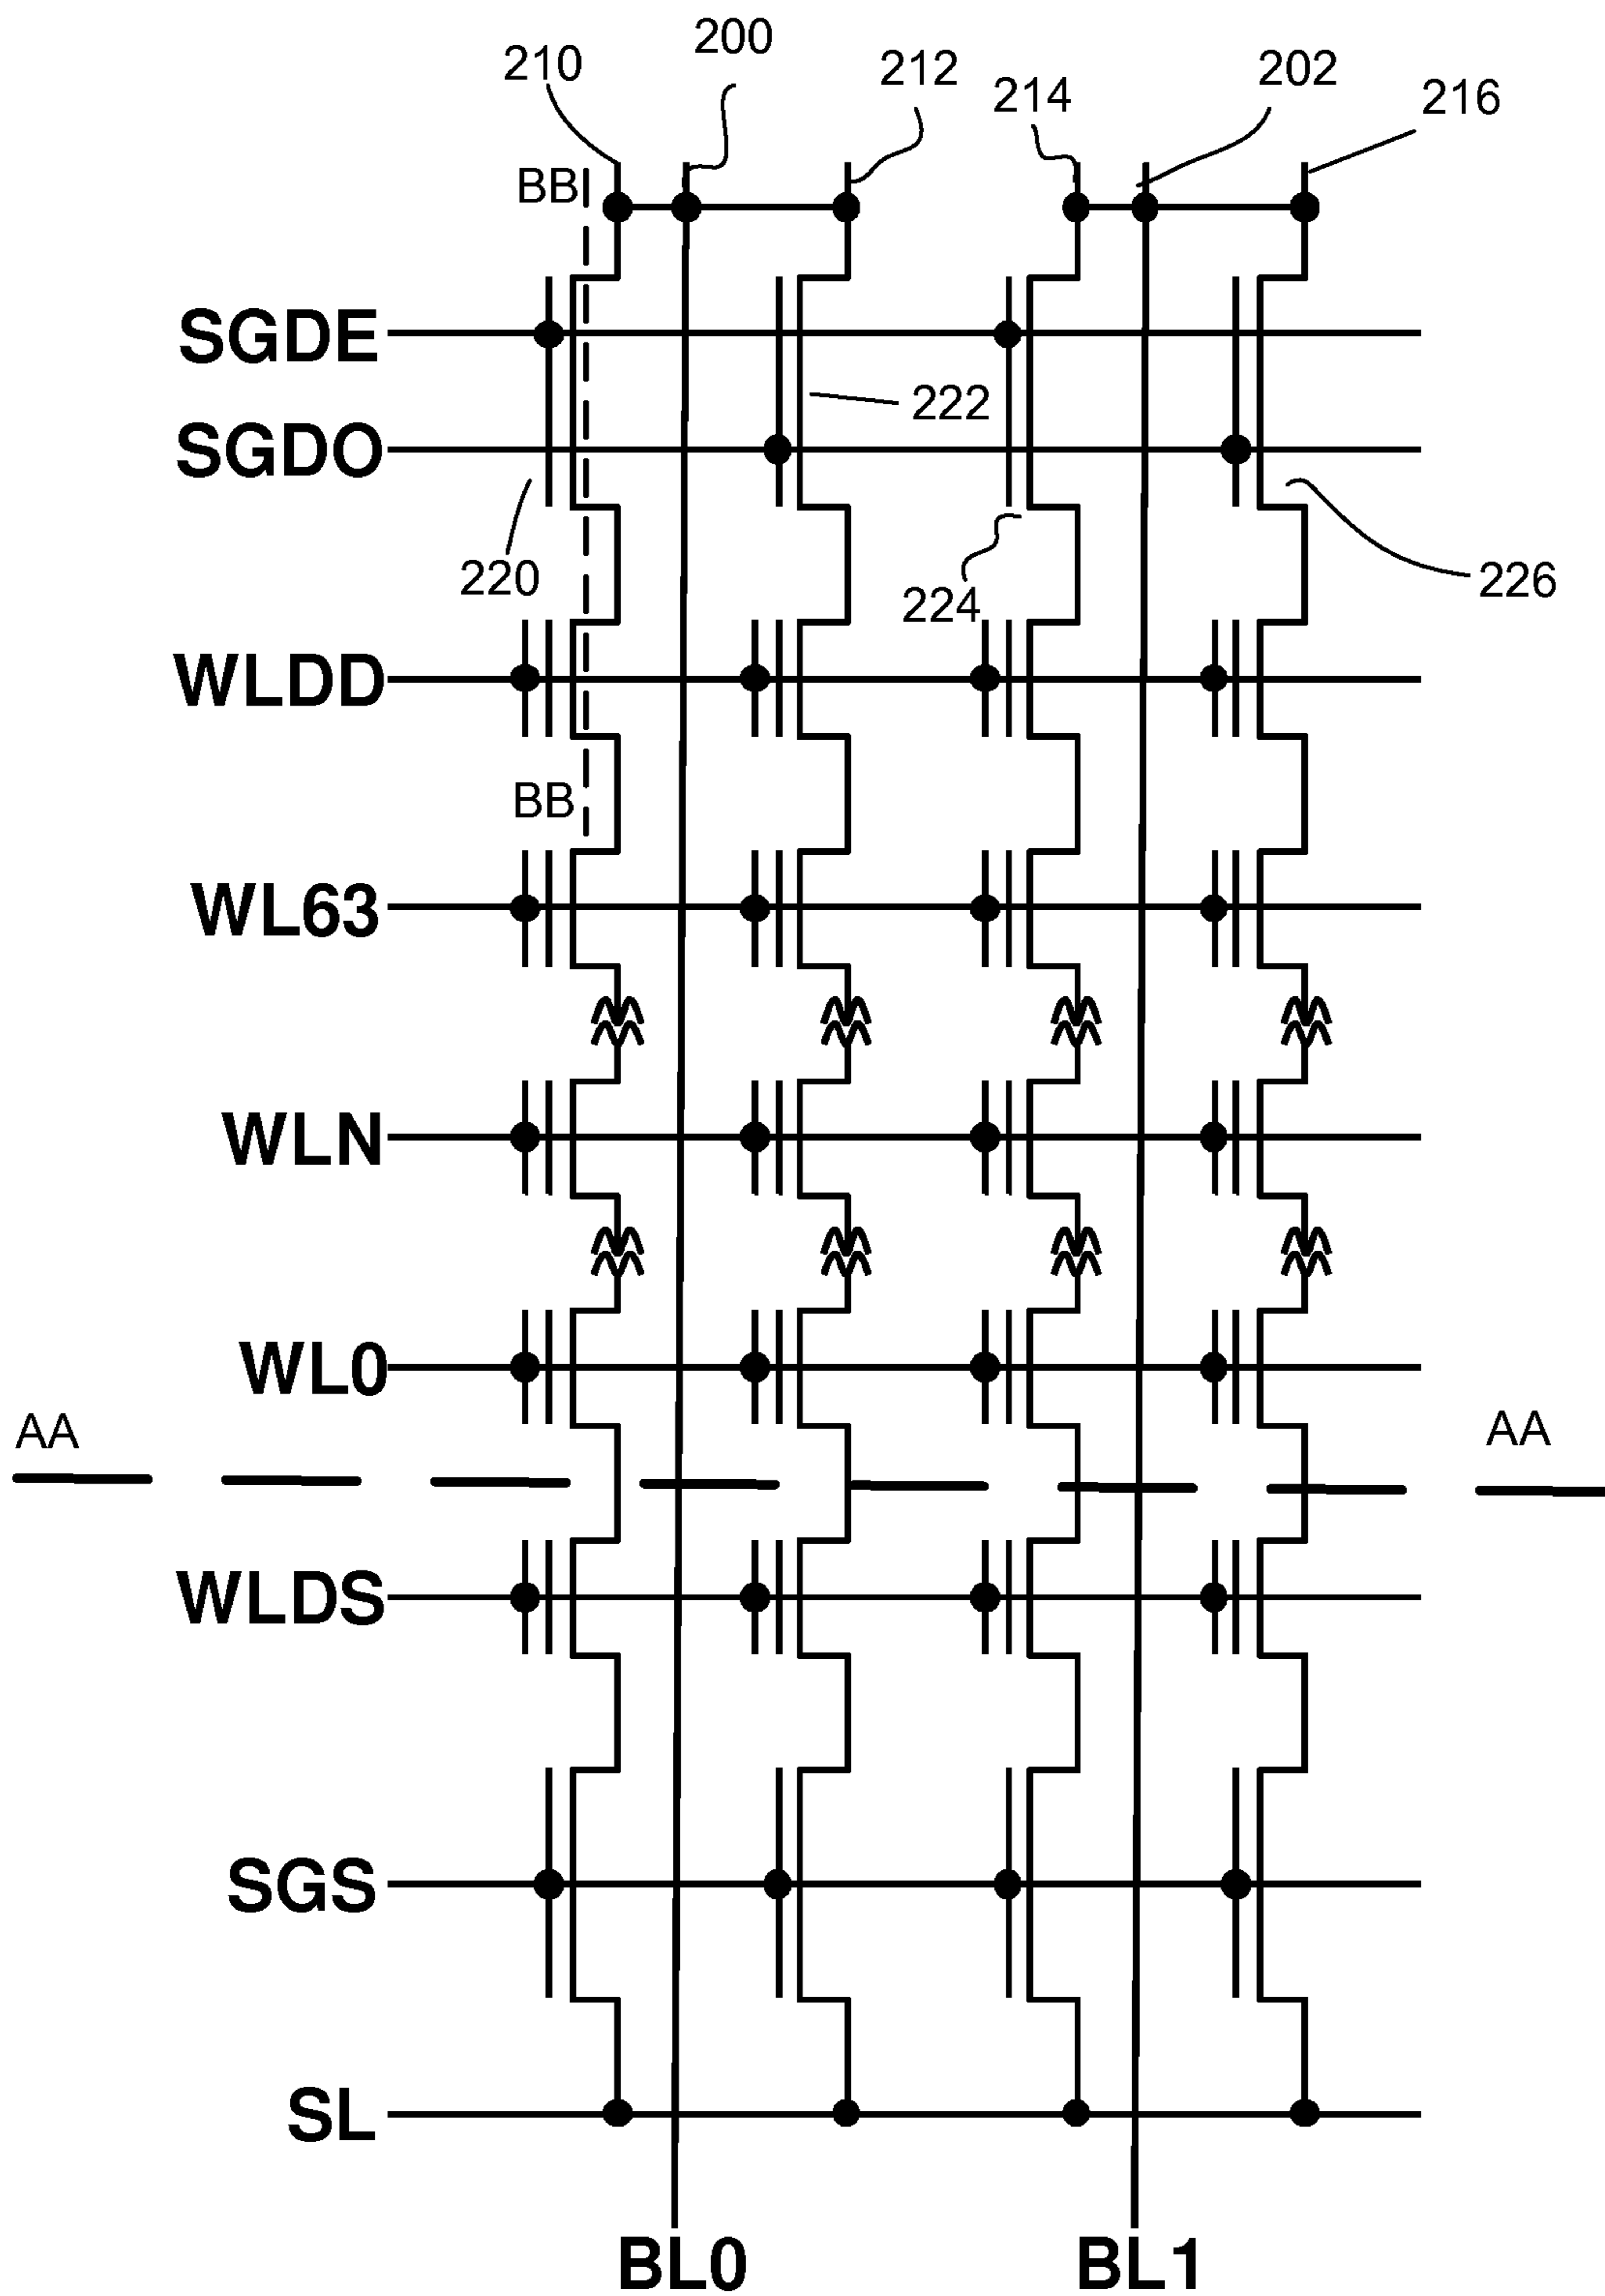 200
210
212
202
214
216
BB
SGDE
222
SGDO
220
226
224
WLDD
BB
WL63
WLN
WL0
AA
AA
WLDS
SGS
SL
BL0
BL1